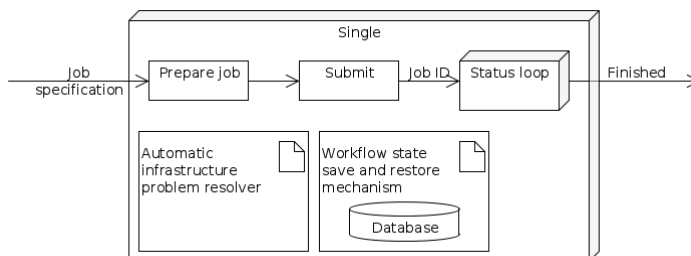 Single
Job
specification
Prepare job
Submit
Job ID
Status loop
Finished
Automatic
infrastructure
problem resolver
Workflow state
save and restore
mechanism
Database